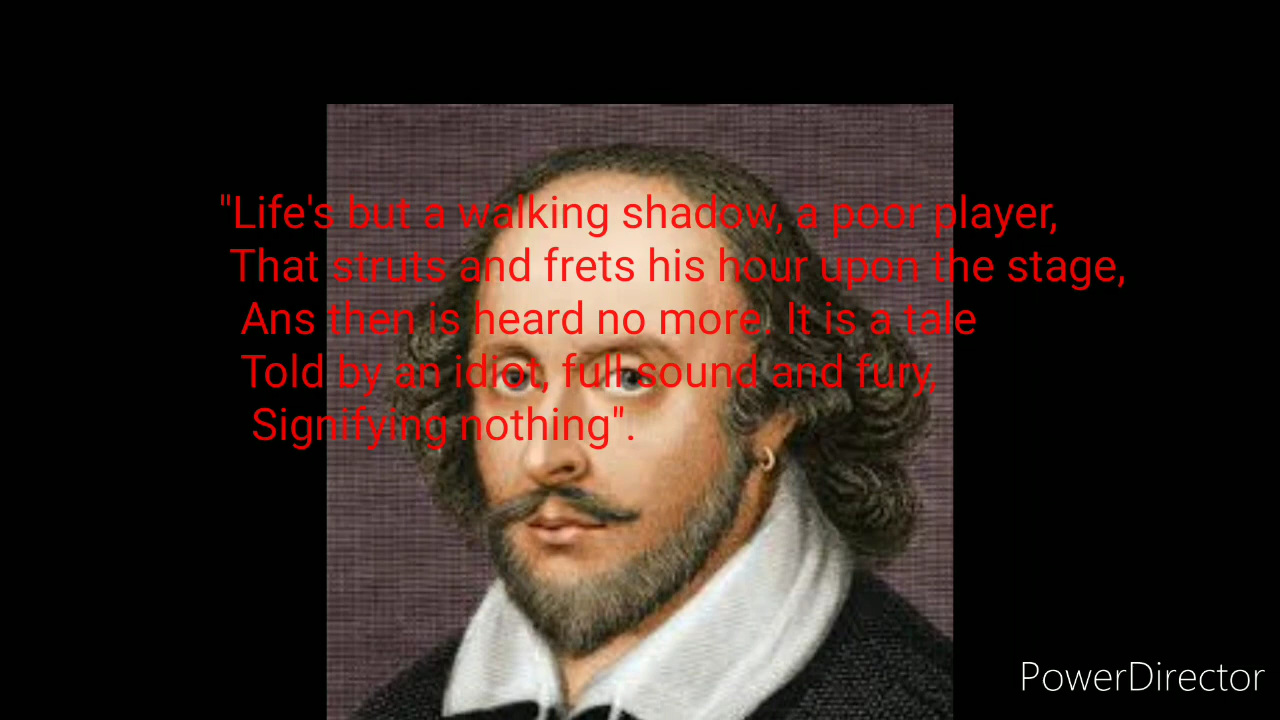 "Life's but a walking shadow, a poor player,
That struts and frets his hour upon the stage,
Ans then is heard no more. It is a tale
Told by an idiot, full sound and fury,
Signifying nothing".
PowerDirector